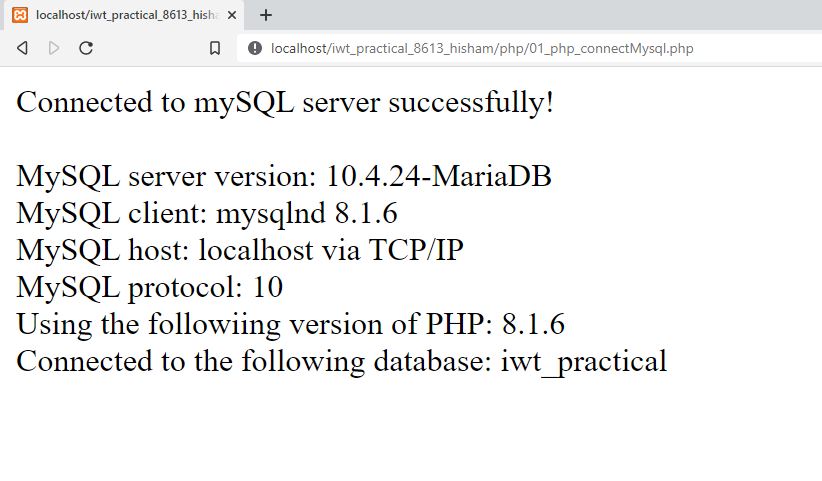 localhost/iwt_practical_8613_hisha
localhost/iwt_practical_8613_hisham/php/01_php_connectMysql.php
Connected to mySQL server successfully!
MySQL server version: 10.4.24-MariaDB
MySQL client: mysqlnd 8.1.6
MySQL host: localhost via TCP/IP
MySQL protocol: 10
Using the followiing version of PHP: 8.1.6
Connected to the following database: iwt_practical